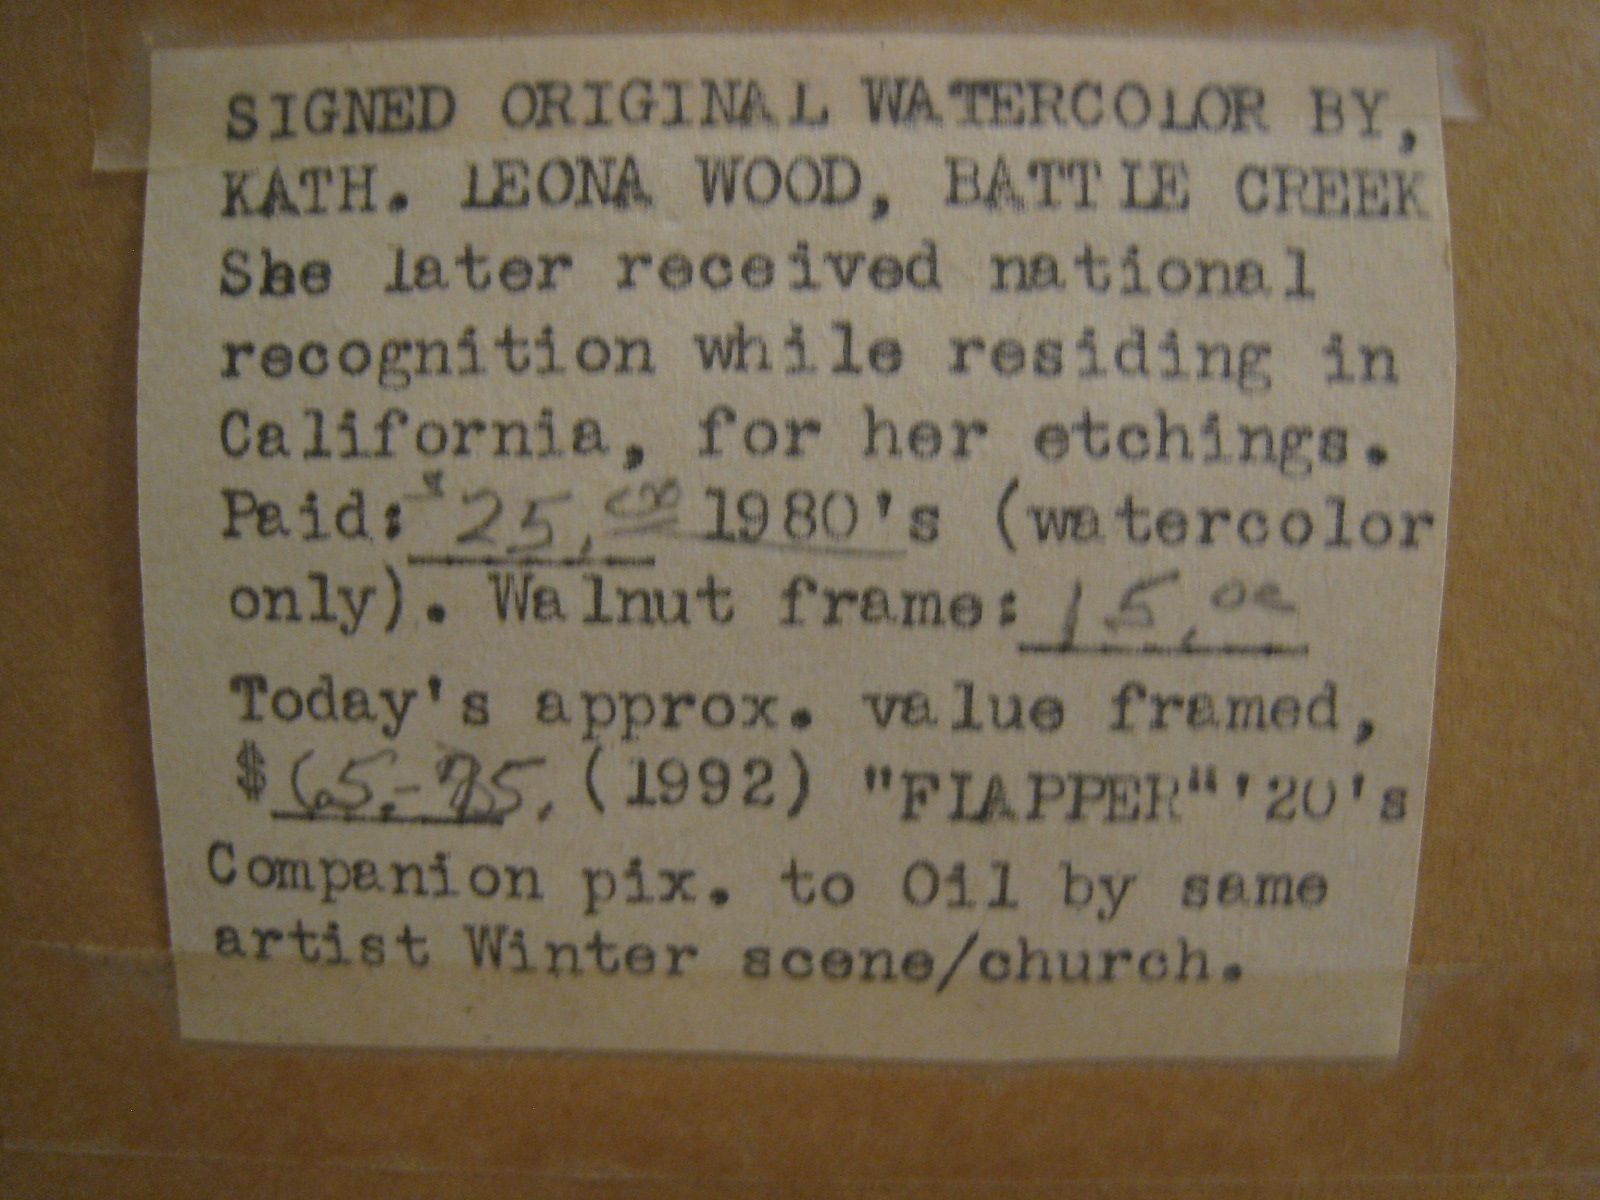 SIGNED ORIGINAL WATERCOLOR BY,
KATH. LEONA WOOD, BATTLE CREEK
She later received national
recognition while residing in
California, for her etchings.
Paid: $25.00 1980's (watercolor
only). Walnut frame: 15.00
Today's approx. value framed,
$65.-75. (1992) "FLAPPER" '20's
Companion pix. to Oil by same
artist Winter scene/church.